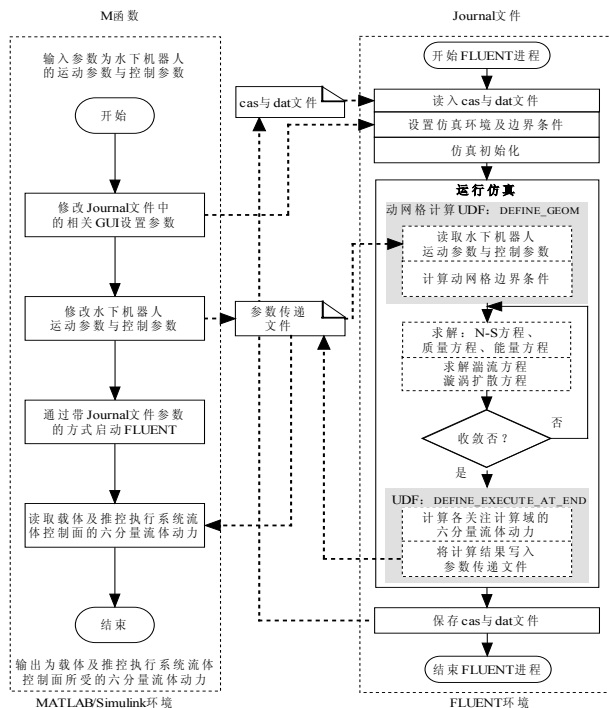 M函数
输入参数为水下机器人
的运动参数与控制参数
开始
修改Journal文件中
的相关GUI设置参数
修改水下机器人
运动参数与控制参数
通过带Journal文件参数
的方式启动FLUENT
读取载体及推控执行系统流
体控制面的六分量流体动力
结束
输出为载体及推控执行系统流体
控制面所受的六分量流体动力
MATLAB/Simulink环境
cas与dat文件
参数传递
文件
Journal文件
开始FLUENT进程
读入cas与dat文件
设置仿真环境及边界条件
仿真初始化
运行仿真
动网格计算UDF：DEFINE_GEOM
读取水下机器人
运动参数与控制参数
计算动网格边界条件
求解：N-S方程、
质量方程、能量方程
求解湍流方程
漩涡扩散方程
收敛否？
否
是
UDF：DEFINE_EXECUTE_AT_END
计算各关注计算域的
六分量流体动力
将计算结果写入
参数传递文件
保存cas与dat文件
结束FLUENT进程
FLUENT环境